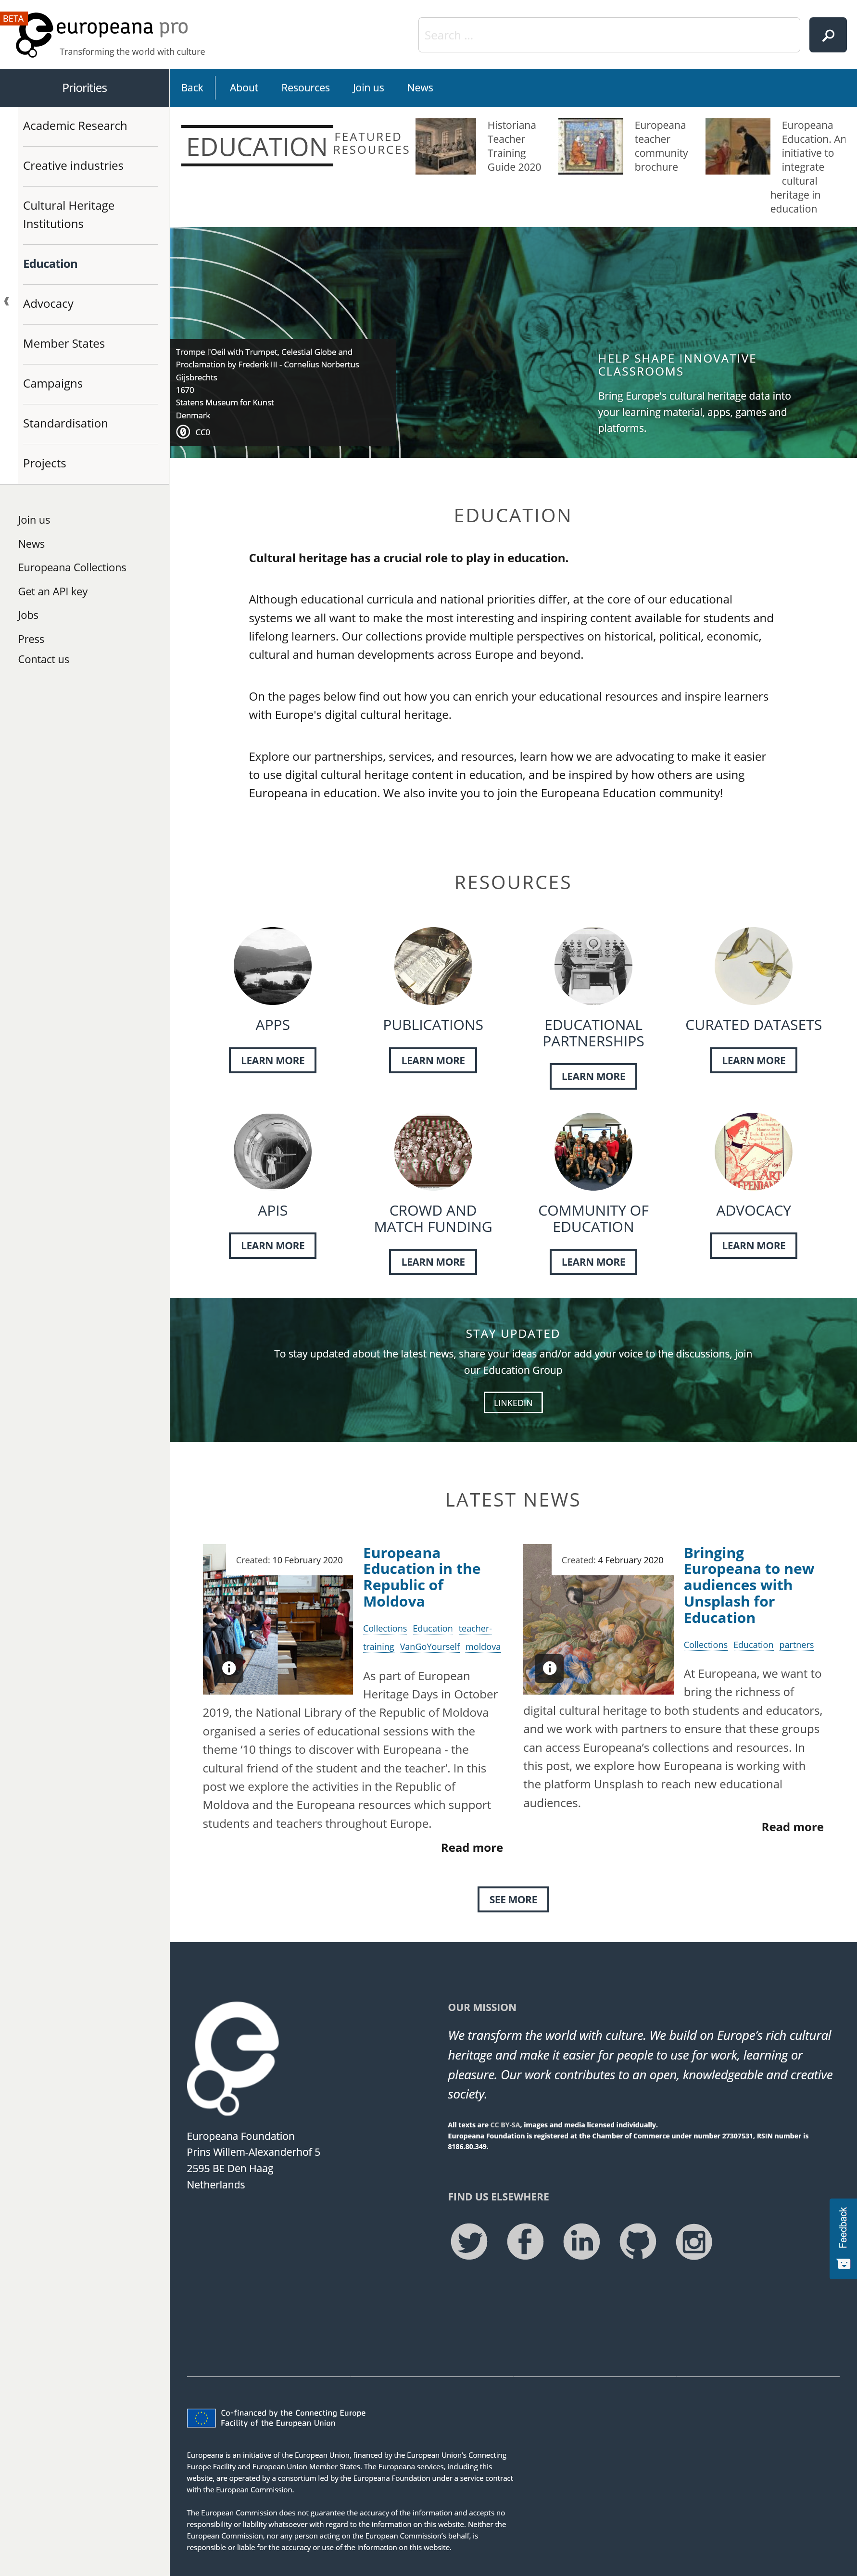 BETA
europeana pro
Transforming the world with culture
Search ...
Priorities
Back
About
Resources
Join us
News
Academic Research
Creative industries
Cultural Heritage
Institutions
Education
Advocacy
Member States
Campaigns
Standardisation
Projects
Join us
News
Europeana Collections
Get an API key
Jobs
Press
Contact us
EDUCATION
FEATURED
RESOURCES
Historiana
Teacher
Training
Guide 2020
Europeana
teacher
community
brochure
Europeana
Education. An
initiative to
integrate
cultural
heritage in
education
Trompe l'Oeil with Trumpet, Celestial Globe and
Proclamation by Frederik III - Cornelius Norbertus
Gijsbrechts
1670
Statens Museum for Kunst
Denmark
CC0
HELP SHAPE INNOVATIVE
CLASSROOMS
Bring Europe's cultural heritage data into
your learning material, apps, games and
platforms.
EDUCATION
Cultural heritage has a crucial role to play in education.
Although educational curricula and national priorities differ, at the core of our educational
systems we all want to make the most interesting and inspiring content available for students and
lifelong learners. Our collections provide multiple perspectives on historical, political, economic,
cultural and human developments across Europe and beyond.
On the pages below find out how you can enrich your educational resources and inspire learners
with Europe's digital cultural heritage.
Explore our partnerships, services, and resources, learn how we are advocating to make it easier
to use digital cultural heritage content in education, and be inspired by how others are using
Europeana in education. We also invite you to join the Europeana Education community!
RESOURCES
APPS
LEARN MORE
PUBLICATIONS
LEARN MORE
EDUCATIONAL
PARTNERSHIPS
LEARN MORE
CURATED DATASETS
LEARN MORE
APIS
LEARN MORE
CROWD AND
MATCH FUNDING
LEARN MORE
COMMUNITY OF
EDUCATION
LEARN MORE
ADVOCACY
LEARN MORE
STAY UPDATED
To stay updated about the latest news, share your ideas and/or add your voice to the discussions, join
our Education Group
LINKEDIN
LATEST NEWS
Created: 10 February 2020
Europeana
Education in the
Republic of
Moldova
Collections Education teacher-
training VanGoYourself moldova
As part of European
Heritage Days in October
2019, the National Library of the Republic of Moldova
organised a series of educational sessions with the
theme ‘10 things to discover with Europeana - the
cultural friend of the student and the teacher’. In this
post we explore the activities in the Republic of
Moldova and the Europeana resources which support
students and teachers throughout Europe.
Read more
Created: 4 February 2020
Bringing
Europeana to new
audiences with
Unsplash for
Education
Collections Education partners
At Europeana, we want to
bring the richness of
digital cultural heritage to both students and educators,
and we work with partners to ensure that these groups
can access Europeana’s collections and resources. In
this post, we explore how Europeana is working with
the platform Unsplash to reach new educational
audiences.
Read more
SEE MORE
Europeana Foundation
Prins Willem-Alexanderhof 5
2595 BE Den Haag
Netherlands
OUR MISSION
We transform the world with culture. We build on Europe’s rich cultural
heritage and make it easier for people to use for work, learning or
pleasure. Our work contributes to an open, knowledgeable and creative
society.
All texts are CC BY-SA, images and media licensed individually.
Europeana Foundation is registered at the Chamber of Commerce under number 27307531, RSIN number is
8186.80.349.
FIND US ELSEWHERE
Feedback
Co-financed by the Connecting Europe
Facility of the European Union
Europeana is an initiative of the European Union, financed by the European Union’s Connecting
Europe Facility and European Union Member States. The Europeana services, including this
website, are operated by a consortium led by the Europeana Foundation under a service contract
with the European Commission.
The European Commission does not guarantee the accuracy of the information and accepts no
responsibility or liability whatsoever with regard to the information on this website. Neither the
European Commission, nor any person acting on the European Commission’s behalf, is
responsible or liable for the accuracy or use of the information on this website.